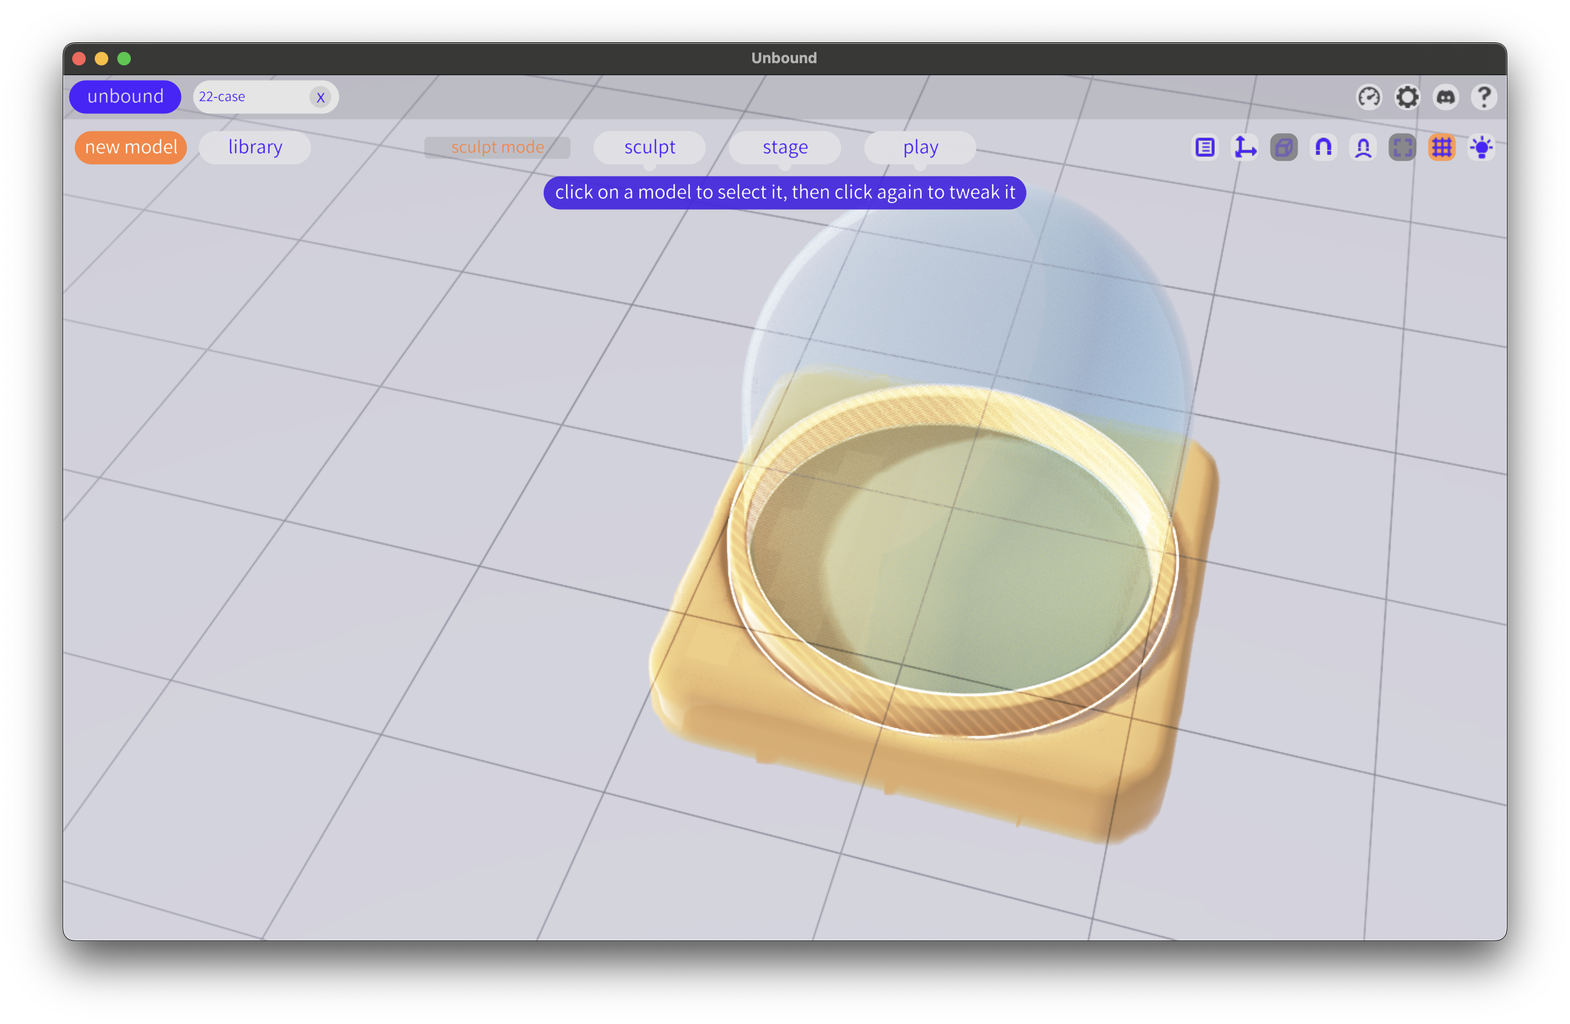 Unbound
unbound
22-case
X
?
new model
library
sculpt mode
sculpt
stage
play
click on a model to select it, then click again to tweak it